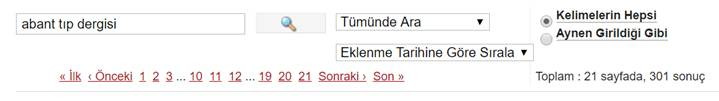 abant tıp dergisi
Tümünde Ara
Kelimelerin Hepsi
Aynen Girildiği Gibi
Eklenme Tarihine Göre Sırala
« İlk ‹ Önceki 1 2 3 ... 10 11 12 ... 19 20 21 Sonraki › Son »
Toplam : 21 sayfada, 301 sonuç